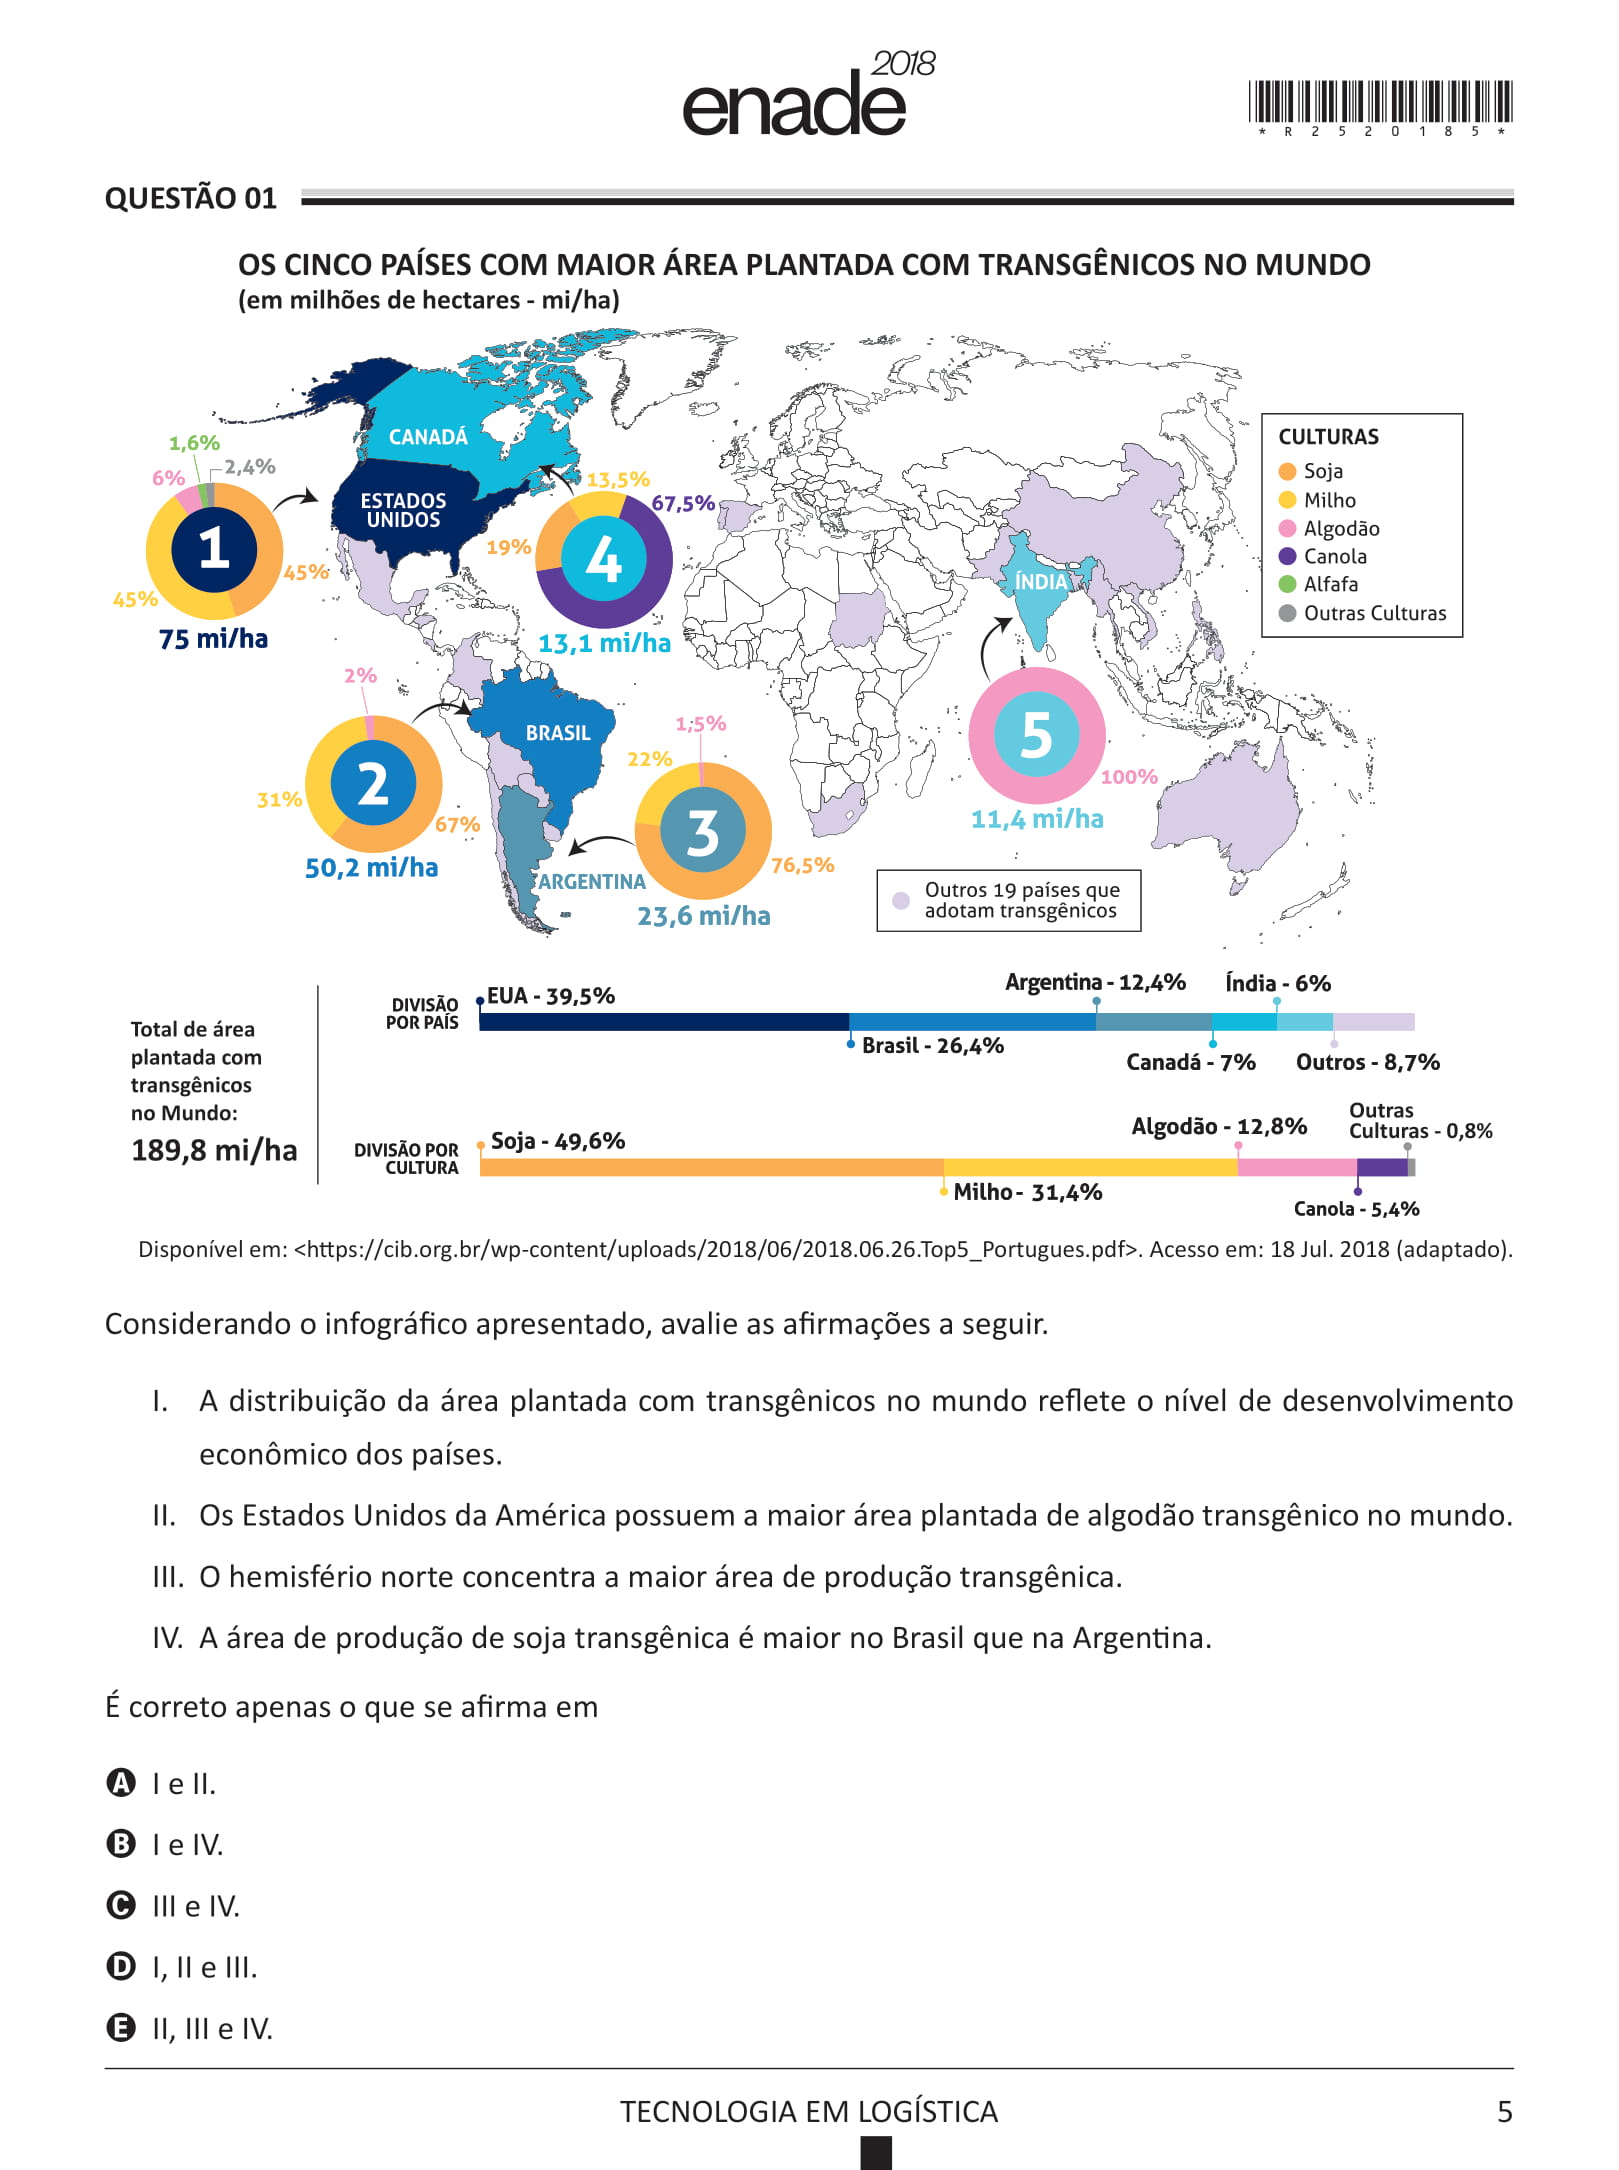 enade 2018
* R 2 5 2 0 1 8 5 *
QUESTÃO 01
OS CINCO PAÍSES COM MAIOR ÁREA PLANTADA COM TRANSGÊNICOS NO MUNDO
(em milhões de hectares - mi/ha)
CANADÁ
ESTADOS
UNIDOS
1,6%
2,4%
6%
1
45%
45%
75 mi/ha
13,5%
67,5%
19%
4
13,1 mi/ha
ÍNDIA
CULTURAS
Soja
Milho
Algodão
Canola
Alfafa
Outras Culturas
2%
BRASIL
2
31%
67%
50,2 mi/ha
1,5%
22%
3
76,5%
ARGENTINA
23,6 mi/ha
5
100%
11,4 mi/ha
Outros 19 países que
adotam transgênicos
Total de área
plantada com
transgênicos
no Mundo:
189,8 mi/ha
DIVISÃO
POR PAÍS
EUA - 39,5%
Brasil - 26,4%
Argentina - 12,4%
Canadá - 7%
Índia - 6%
Outros - 8,7%
DIVISÃO POR
CULTURA
Soja - 49,6%
Milho - 31,4%
Algodão - 12,8%
Canola - 5,4%
Outras
Culturas - 0,8%
Disponível em: <https://cib.org.br/wp-content/uploads/2018/06/2018.06.26.Top5_Portugues.pdf>. Acesso em: 18 Jul. 2018 (adaptado).
Considerando o infográfico apresentado, avalie as afirmações a seguir.
I. A distribuição da área plantada com transgênicos no mundo reflete o nível de desenvolvimento
econômico dos países.
II. Os Estados Unidos da América possuem a maior área plantada de algodão transgênico no mundo.
III. O hemisfério norte concentra a maior área de produção transgênica.
IV. A área de produção de soja transgênica é maior no Brasil que na Argentina.
É correto apenas o que se afirma em
A I e II.
B I e IV.
C III e IV.
D I, II e III.
E II, III e IV.
TECNOLOGIA EM LOGÍSTICA
5